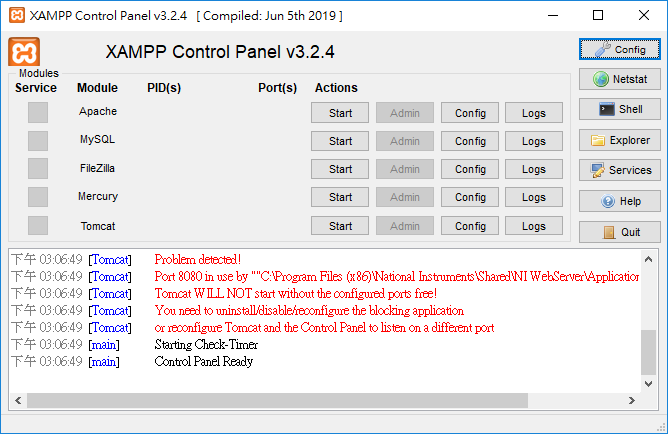 XAMPP Control Panel v3.2.4   [ Compiled: Jun 5th 2019 ]
XAMPP Control Panel v3.2.4
Config
Modules
Service Module PID(s) Port(s) Actions
Netstat
Apache Start Admin Config Logs
Shell
MySQL Start Admin Config Logs
Explorer
FileZilla Start Admin Config Logs
Services
Mercury Start Admin Config Logs
Help
Tomcat Start Admin Config Logs
Quit
下午 03:06:49 [Tomcat] Problem detected!
下午 03:06:49 [Tomcat] Port 8080 in use by ""C:\Program Files (x86)\National Instruments\Shared\NI WebServer\Application
下午 03:06:49 [Tomcat] Tomcat WILL NOT start without the configured ports free!
下午 03:06:49 [Tomcat] You need to uninstall/disable/reconfigure the blocking application
下午 03:06:49 [Tomcat] or reconfigure Tomcat and the Control Panel to listen on a different port
下午 03:06:49 [main] Starting Check-Timer
下午 03:06:49 [main] Control Panel Ready